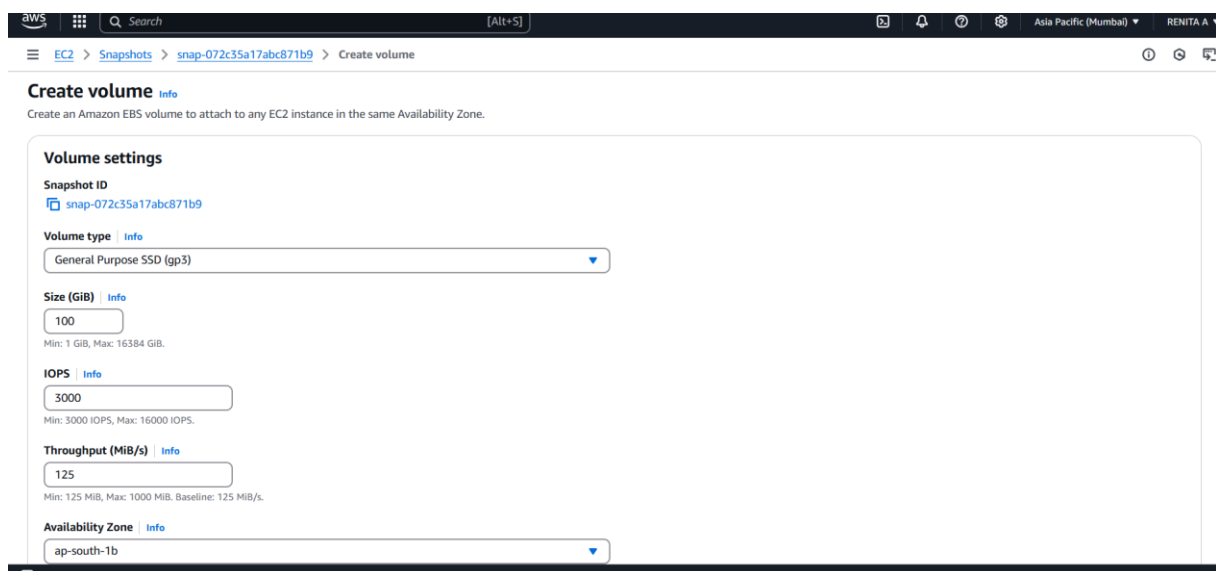 aws Search [Alt+S] Asia Pacific (Mumbai) RENITA A
EC2 > Snapshots > snap-072c35a17abc871b9 > Create volume
Create volume Info
Create an Amazon EBS volume to attach to any EC2 instance in the same Availability Zone.
Volume settings
Snapshot ID
snap-072c35a17abc871b9
Volume type Info
General Purpose SSD (gp3)
Size (GiB) Info
100
Min: 1 GiB, Max: 16384 GiB.
IOPS Info
3000
Min: 3000 IOPS, Max: 16000 IOPS.
Throughput (MiB/s) Info
125
Min: 125 MiB, Max: 1000 MiB. Baseline: 125 MiB/s.
Availability Zone Info
ap-south-1b